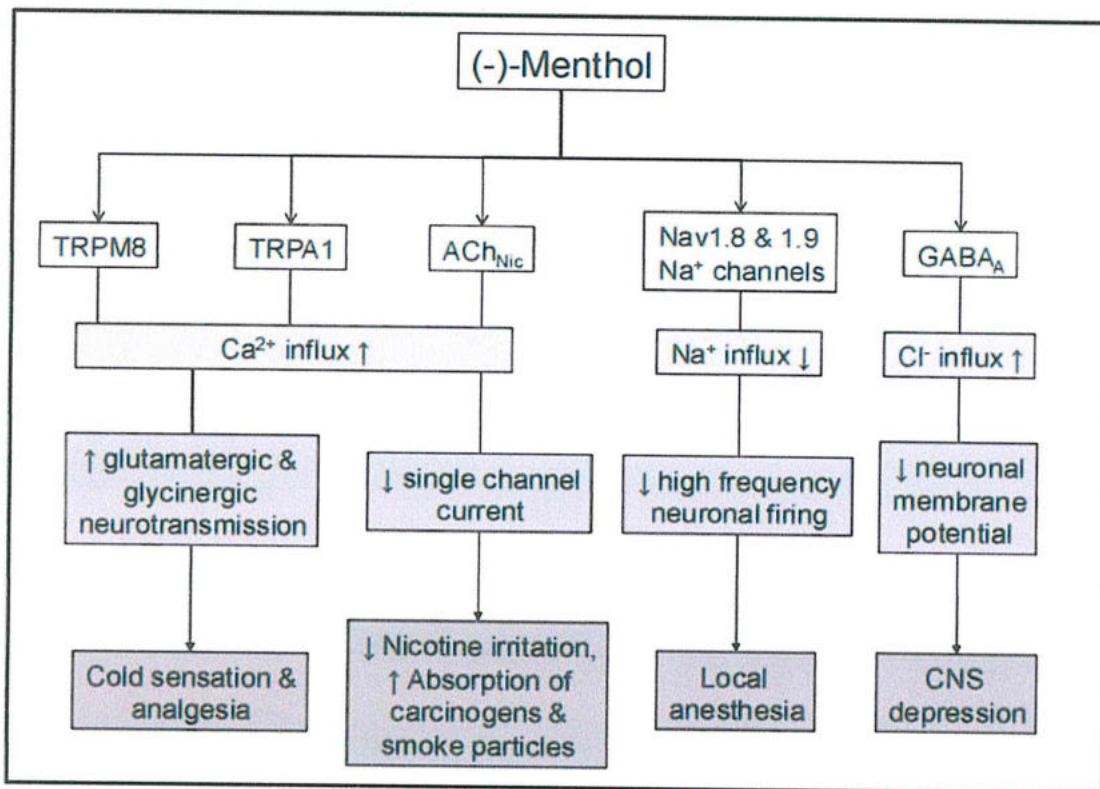 (-)-Menthol
TRPM8
TRPA1
ACh_Nic
Nav1.8 & 1.9
Na⁺ channels
GABA_A
Ca²⁺ influx ↑
Na⁺ influx ↓
Cl⁻ influx ↑
↑ glutamatergic &
glycinergic
neurotransmission
↓ single channel
current
↓ high frequency
neuronal firing
↓ neuronal
membrane
potential
Cold sensation &
analgesia
↓ Nicotine irritation,
↑ Absorption of
carcinogens &
smoke particles
Local
anesthesia
CNS
depression